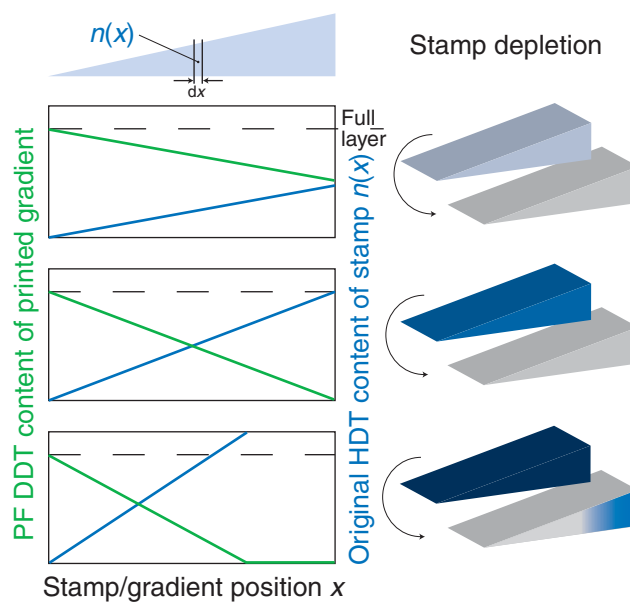 n(x)
dx
Stamp depletion
Full
layer
PF DDT content of printed gradient
Original HDT content of stamp n(x)
Stamp/gradient position x